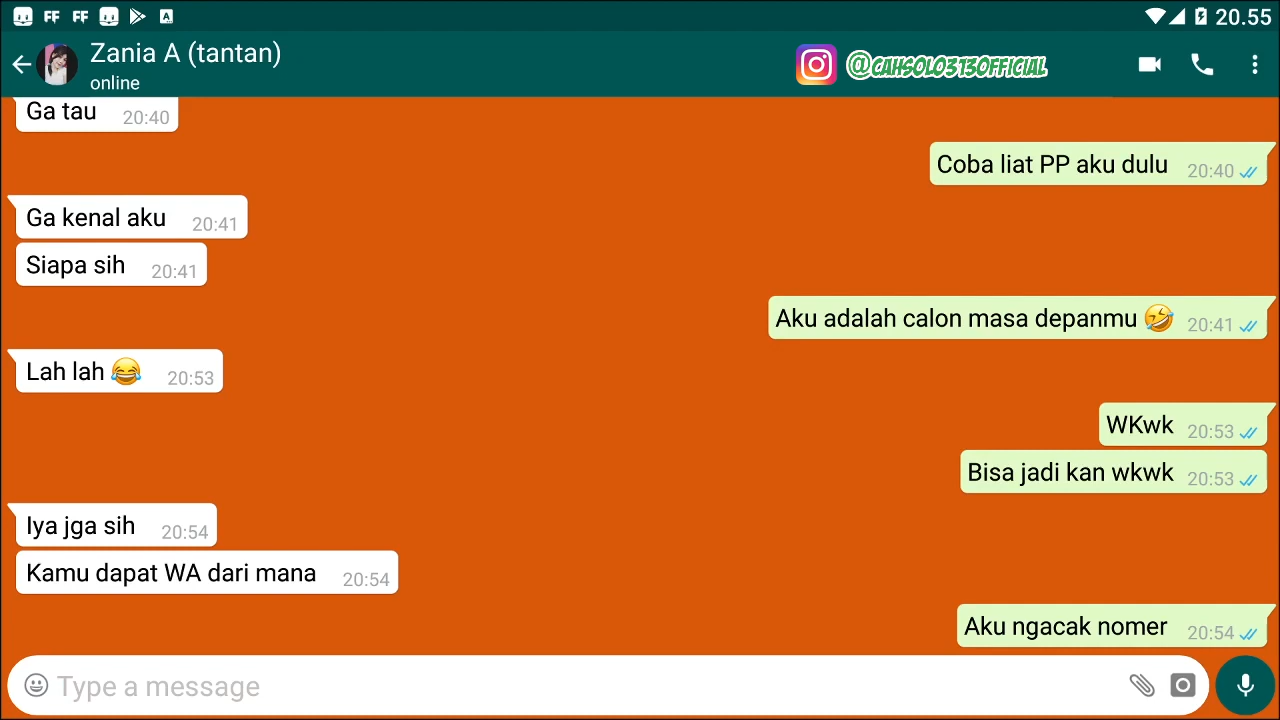 FF FF A 20.55
Zania A (tantan)
online
@CAHSOLO313OFFICIAL
Ga tau 20:40
Coba liat PP aku dulu 20:40
Ga kenal aku 20:41
Siapa sih 20:41
Aku adalah calon masa depanmu 🤣 20:41
Lah lah 😂 20:53
WKwk 20:53
Bisa jadi kan wkwk 20:53
Iya jga sih 20:54
Kamu dapat WA dari mana 20:54
Aku ngacak nomer 20:54
Type a message